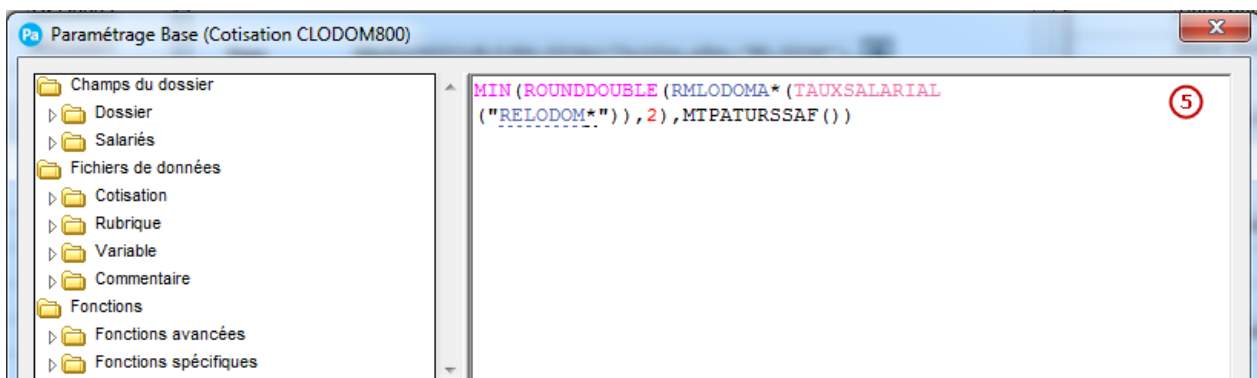 Pa Paramétrage Base (Cotisation CLODOM800)
X
Champs du dossier
Dossier
Salariés
Fichiers de données
Cotisation
Rubrique
Variable
Commentaire
Fonctions
Fonctions avancées
Fonctions spécifiques
MIN(ROUNDDOUBLE(RMLODOMA*(TAUXSALARIAL
("RELODOM*")),2),MTPATURSSAF())
5